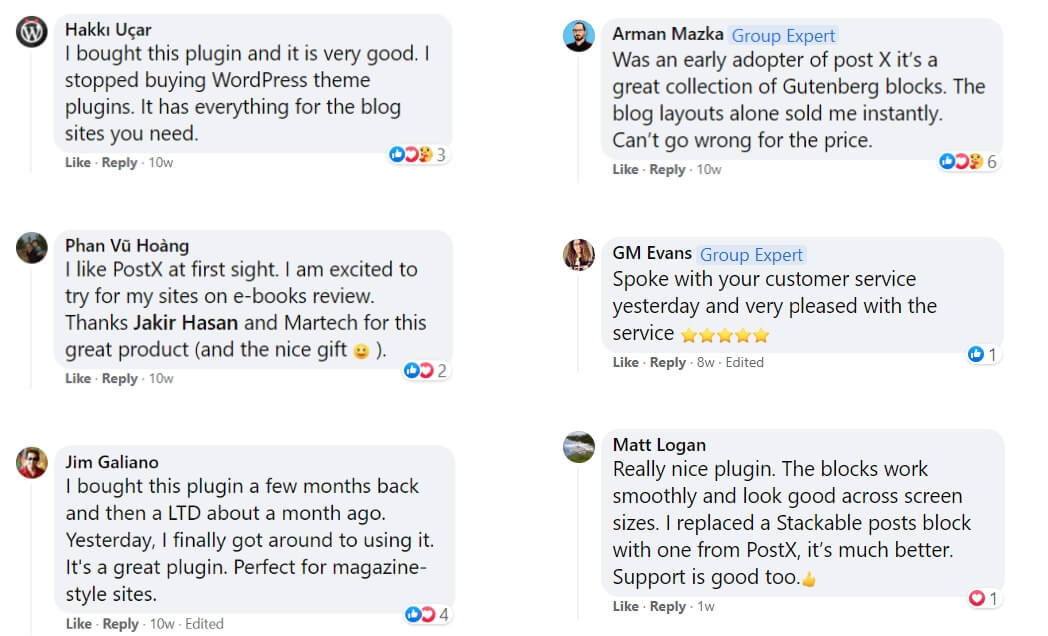 Hakkı Uçar
I bought this plugin and it is very good. I
stopped buying WordPress theme
plugins. It has everything for the blog
sites you need.
Like · Reply · 10w
3
Phan Vũ Hoàng
I like PostX at first sight. I am excited to
try for my sites on e-books review.
Thanks Jakir Hasan and Martech for this
great product (and the nice gift 😀 ).
Like · Reply · 10w
2
Jim Galiano
I bought this plugin a few months back
and then a LTD about a month ago.
Yesterday, I finally got around to using it.
It's a great plugin. Perfect for magazine-
style sites.
Like · Reply · 10w · Edited
4
Arman Mazka Group Expert
Was an early adopter of post X it's a
great collection of Gutenberg blocks. The
blog layouts alone sold me instantly.
Can't go wrong for the price.
Like · Reply · 10w
6
GM Evans Group Expert
Spoke with your customer service
yesterday and very pleased with the
service ⭐⭐⭐⭐⭐
Like · Reply · 8w · Edited
1
Matt Logan
Really nice plugin. The blocks work
smoothly and look good across screen
sizes. I replaced a Stackable posts block
with one from PostX, it's much better.
Support is good too.👍
Like · Reply · 1w
1